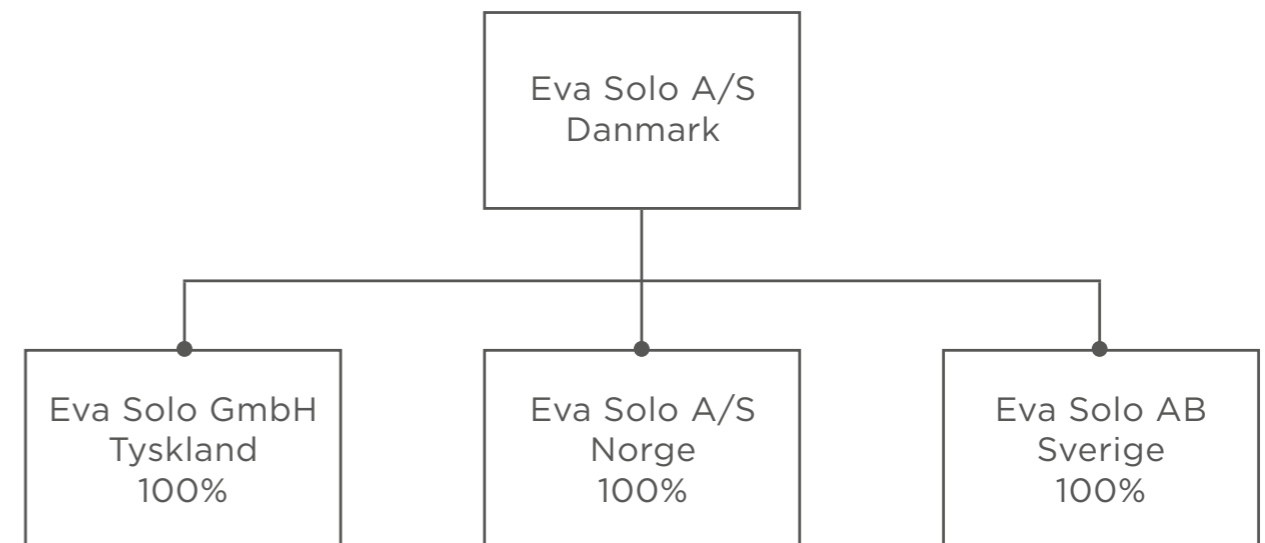 Eva Solo A/S
Danmark
Eva Solo GmbH
Tyskland
100%
Eva Solo A/S
Norge
100%
Eva Solo AB
Sverige
100%